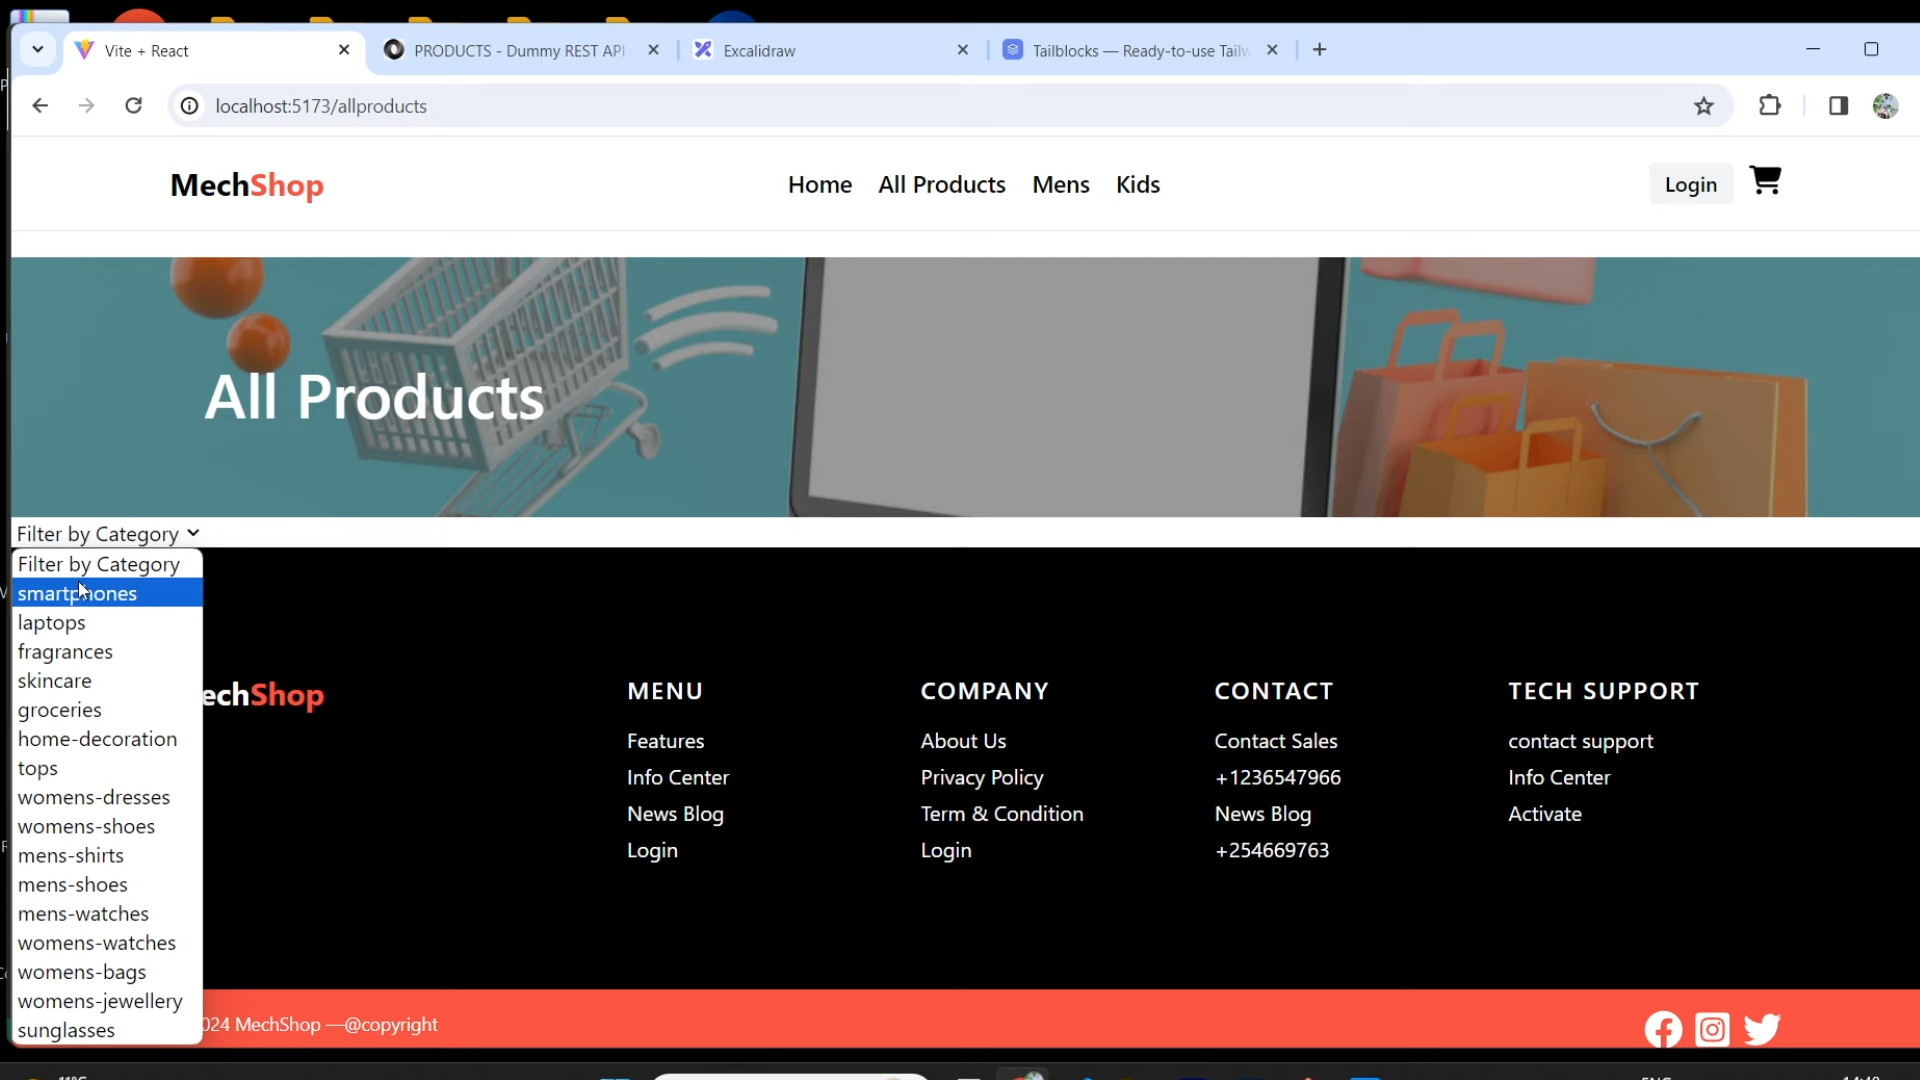 Vite + React
PRODUCTS - Dummy REST API
Excalidraw
Tailblocks — Ready-to-use Tailw
localhost:5173/allproducts
MechShop
Home All Products Mens Kids
Login
All Products
Filter by Category
Filter by Category
smartphones
laptops
fragrances
skincare
groceries
home-decoration
tops
womens-dresses
womens-shoes
mens-shirts
mens-shoes
mens-watches
womens-watches
womens-bags
womens-jewellery
sunglasses
echShop
MENU
Features
Info Center
News Blog
Login
COMPANY
About Us
Privacy Policy
Term & Condition
Login
CONTACT
Contact Sales
+1236547966
News Blog
+254669763
TECH SUPPORT
contact support
Info Center
Activate
024 MechShop —@copyright